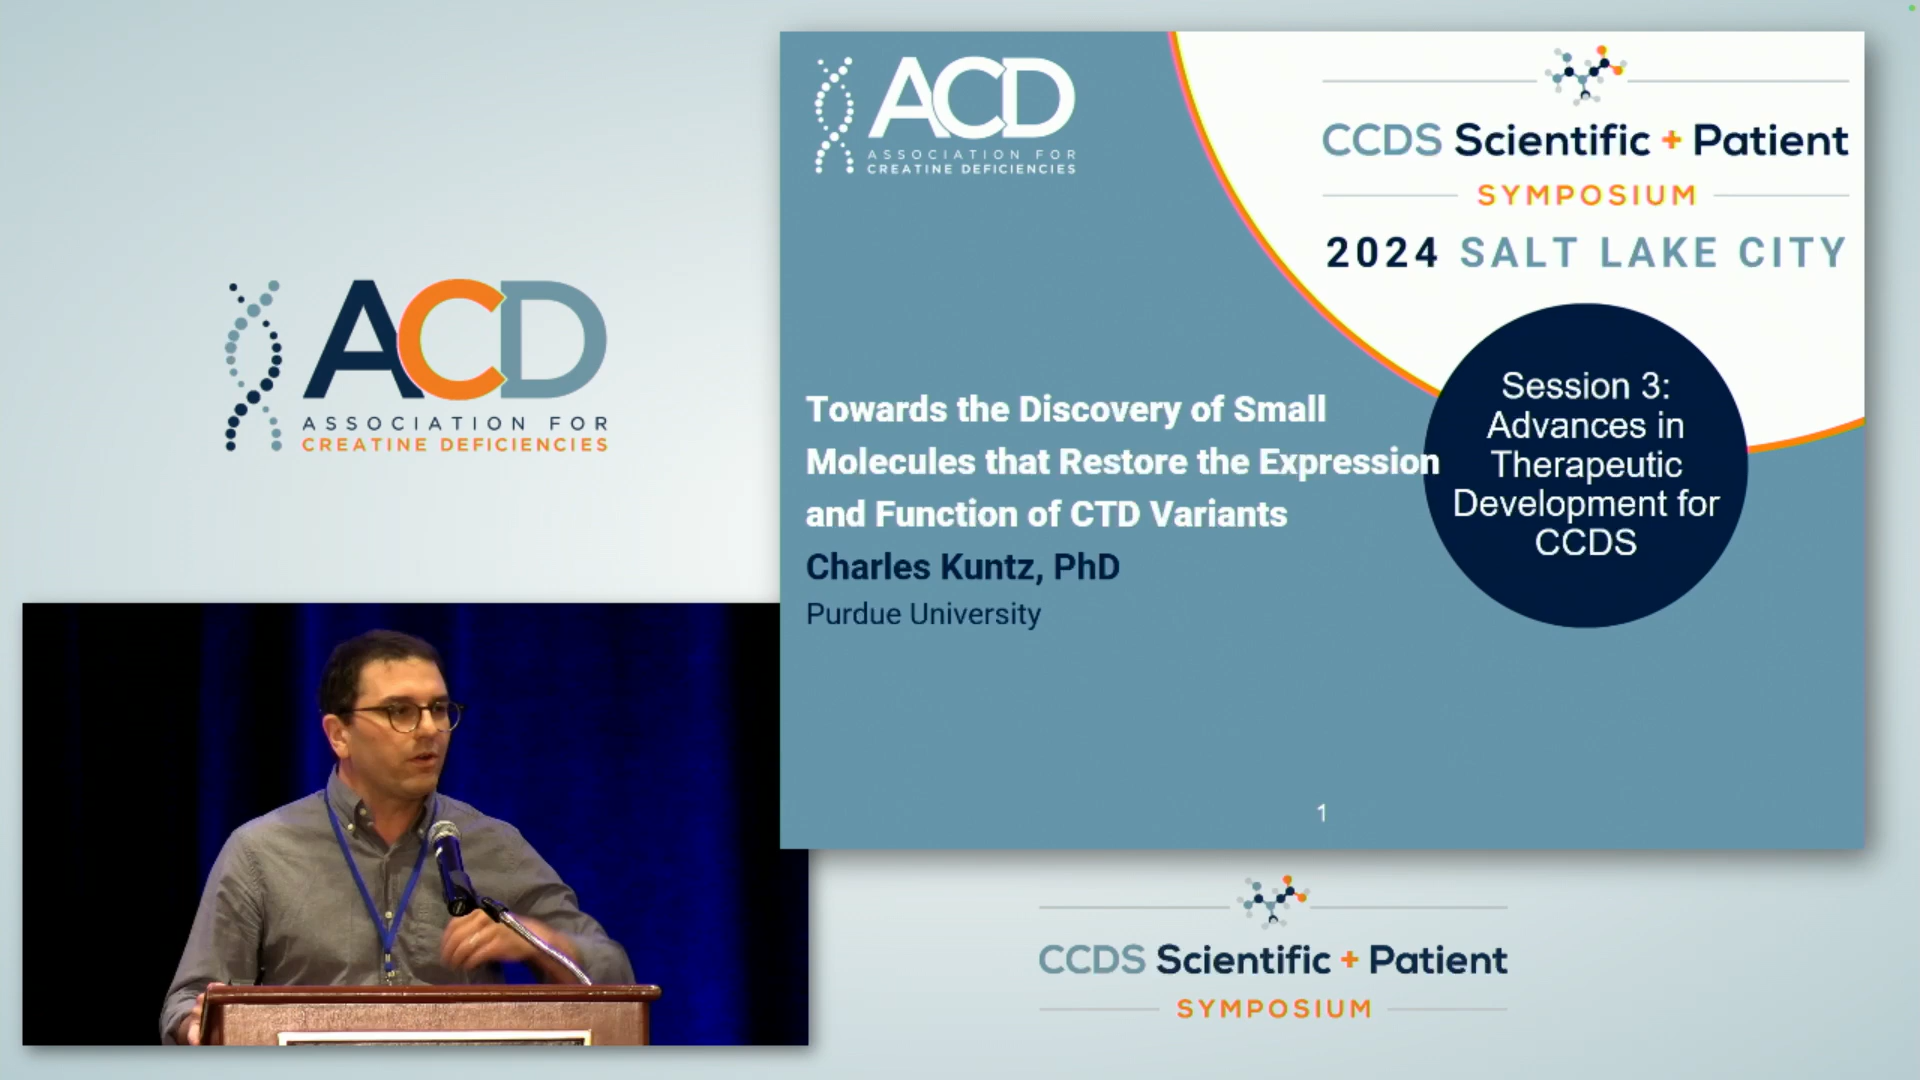 ACD
ASSOCIATION FOR
CREATINE DEFICIENCIES
CCDS Scientific + Patient
SYMPOSIUM
2024 SALT LAKE CITY
Towards the Discovery of Small
Molecules that Restore the Expression
and Function of CTD Variants
Charles Kuntz, PhD
Purdue University
Session 3:
Advances in
Therapeutic
Development for
CCDS
1
ACD
ASSOCIATION FOR
CREATINE DEFICIENCIES
CCDS Scientific + Patient
SYMPOSIUM